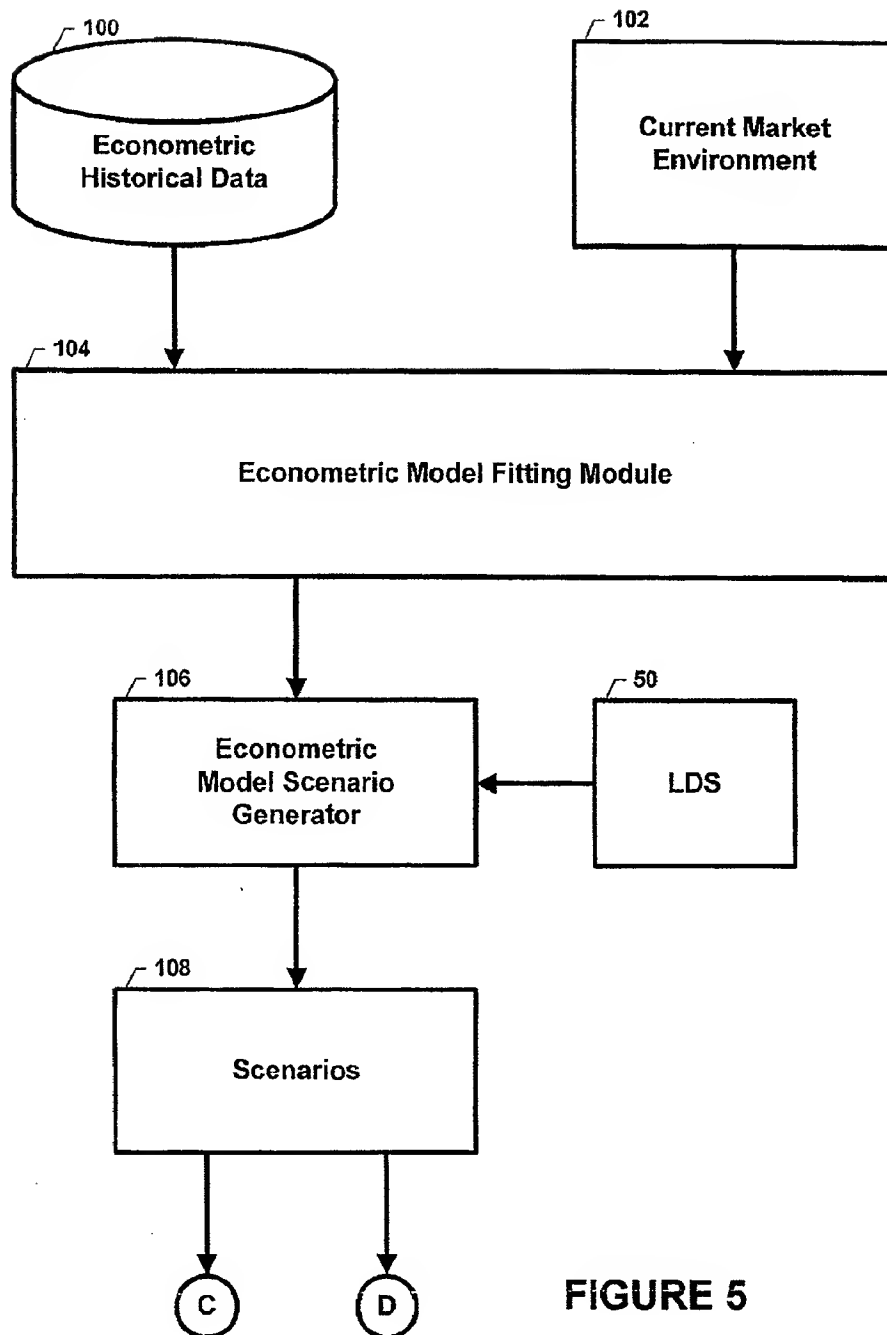 100
102
Econometric
Historical Data
Current Market
Environment
104
Econometric Model Fitting Module
106
50
Econometric
Model Scenario
Generator
LDS
108
Scenarios
C
D
FIGURE 5